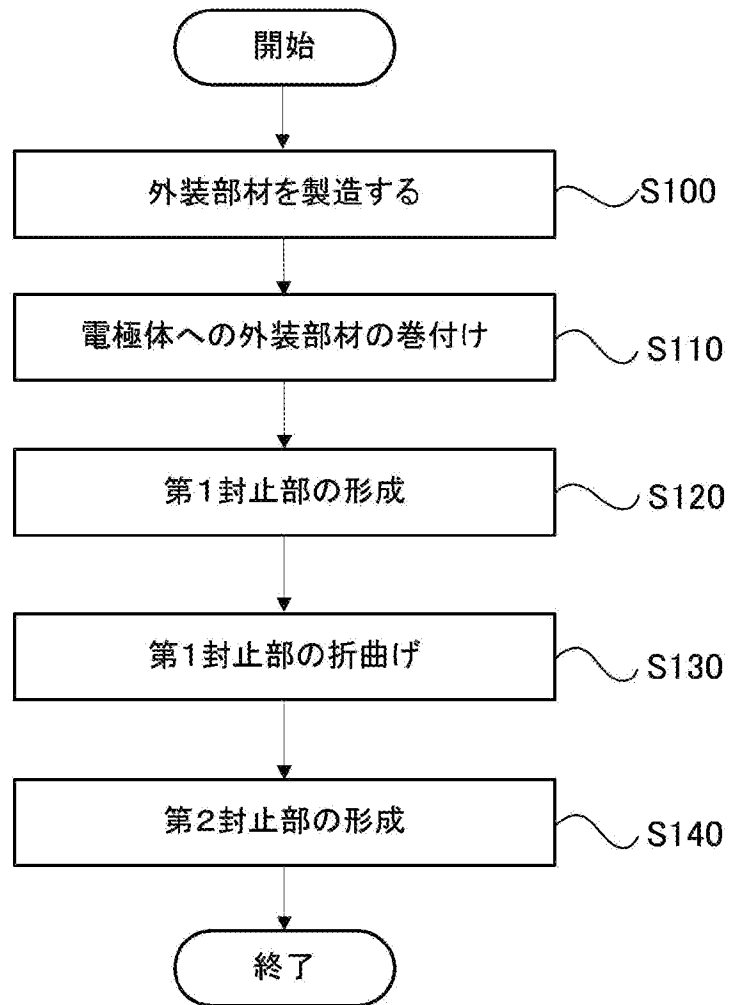 開始
外装部材を製造する
S100
電極体への外装部材の巻付け
S110
第1封止部の形成
S120
第1封止部の折曲げ
S130
第2封止部の形成
S140
終了